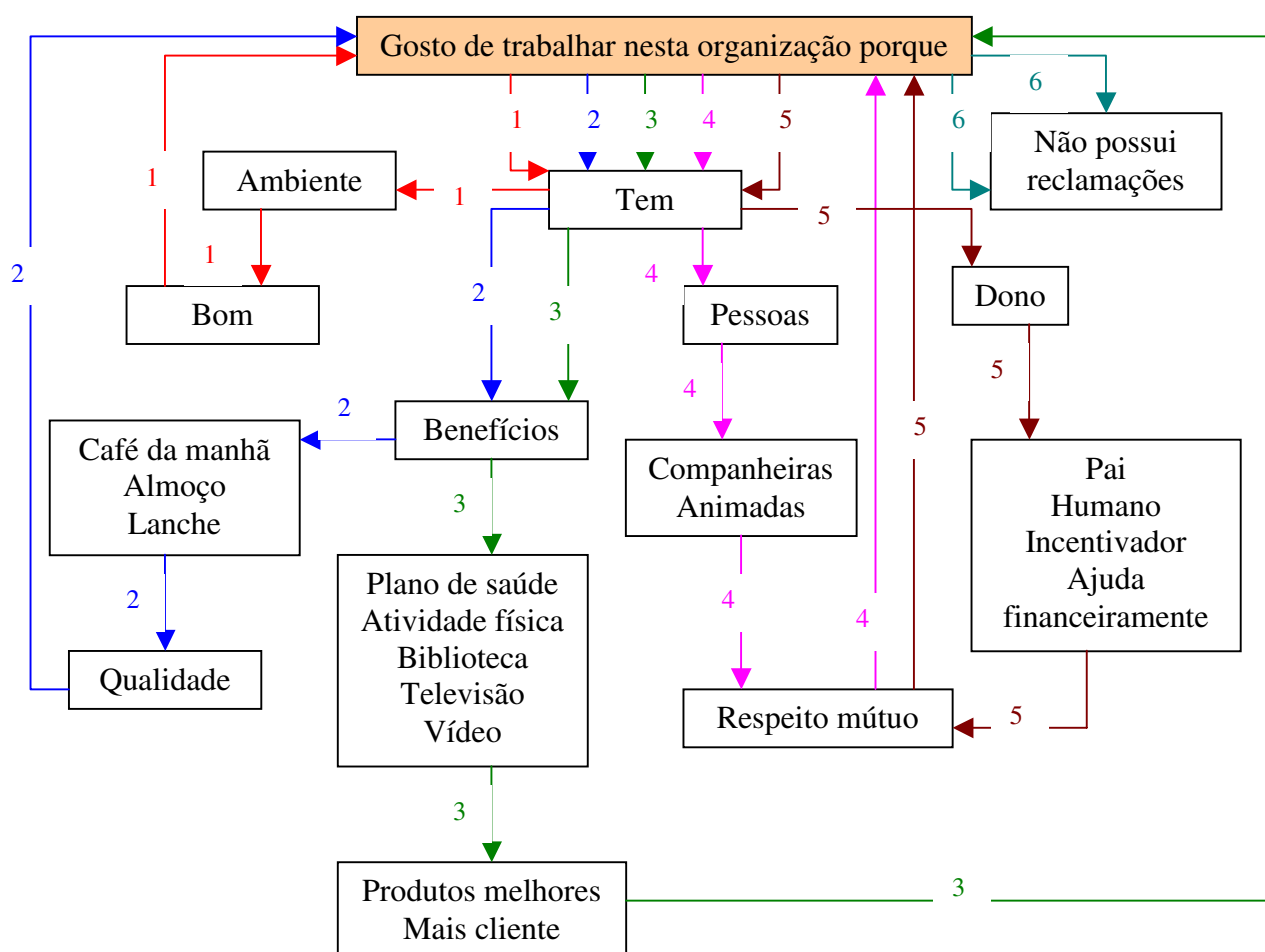 Gosto de trabalhar nesta organização porque
6
1
2
3
4
5
6
Não possui
reclamações
Ambiente
1
1
Tem
5
1
2
4
2
3
Bom
Pessoas
Dono
5
4
2
Benefícios
5
Café da manhã
Almoço
Lanche
Companheiras
Animadas
Pai
Humano
Incentivador
Ajuda
financeiramente
3
2
4
4
Plano de saúde
Atividade física
Biblioteca
Televisão
Vídeo
Qualidade
Respeito mútuo
5
3
Produtos melhores
Mais cliente
3